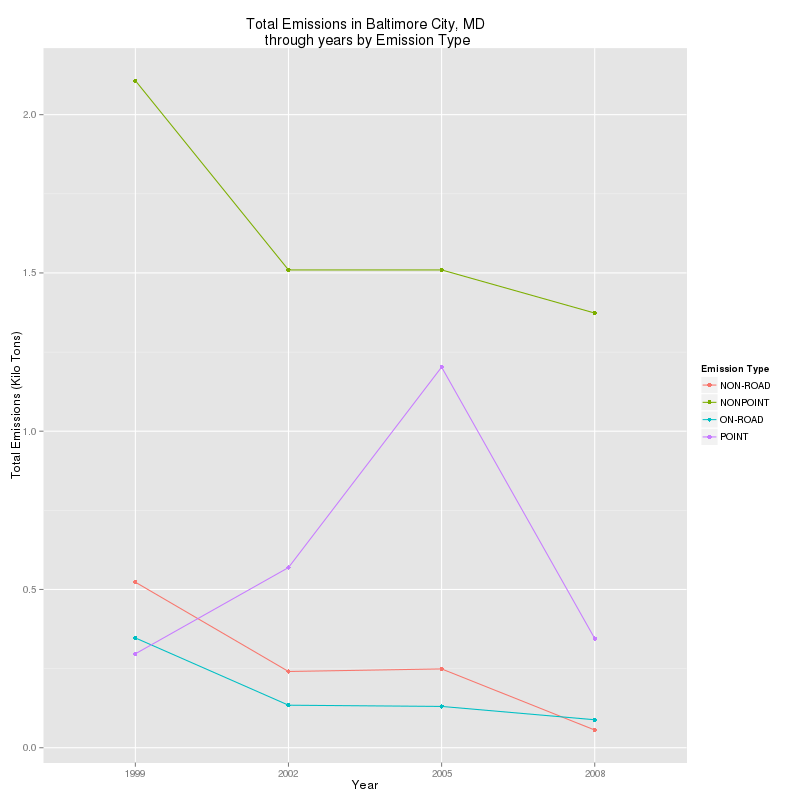 Total Emissions in Baltimore City, MD
through years by Emission Type
Total Emissions (Kilo Tons)
2.0
1.5
1.0
0.5
0.0
1999
2002
2005
2008
Year
Emission Type
NON-ROAD
NONPOINT
ON-ROAD
POINT